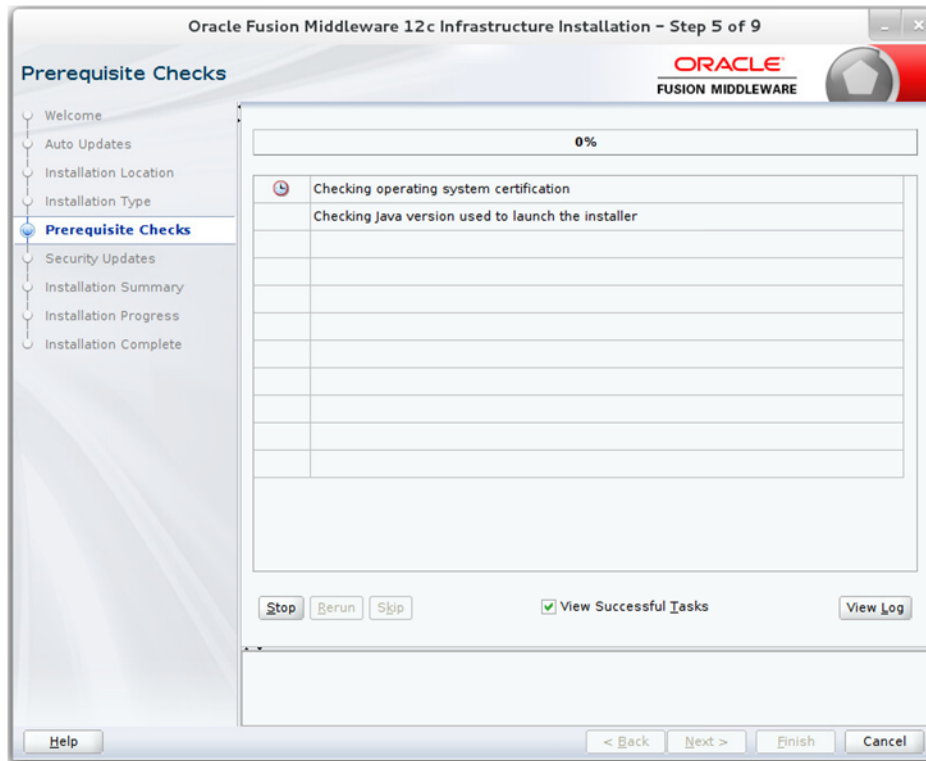 Oracle Fusion Middleware 12c Infrastructure Installation - Step 5 of 9
Prerequisite Checks
ORACLE
FUSION MIDDLEWARE
Welcome
Auto Updates
Installation Location
Installation Type
Prerequisite Checks
Security Updates
Installation Summary
Installation Progress
Installation Complete
0%
Checking operating system certification
Checking Java version used to launch the installer
Stop
Rerun
Skip
View Successful Tasks
View Log
Help
< Back
Next >
Finish
Cancel